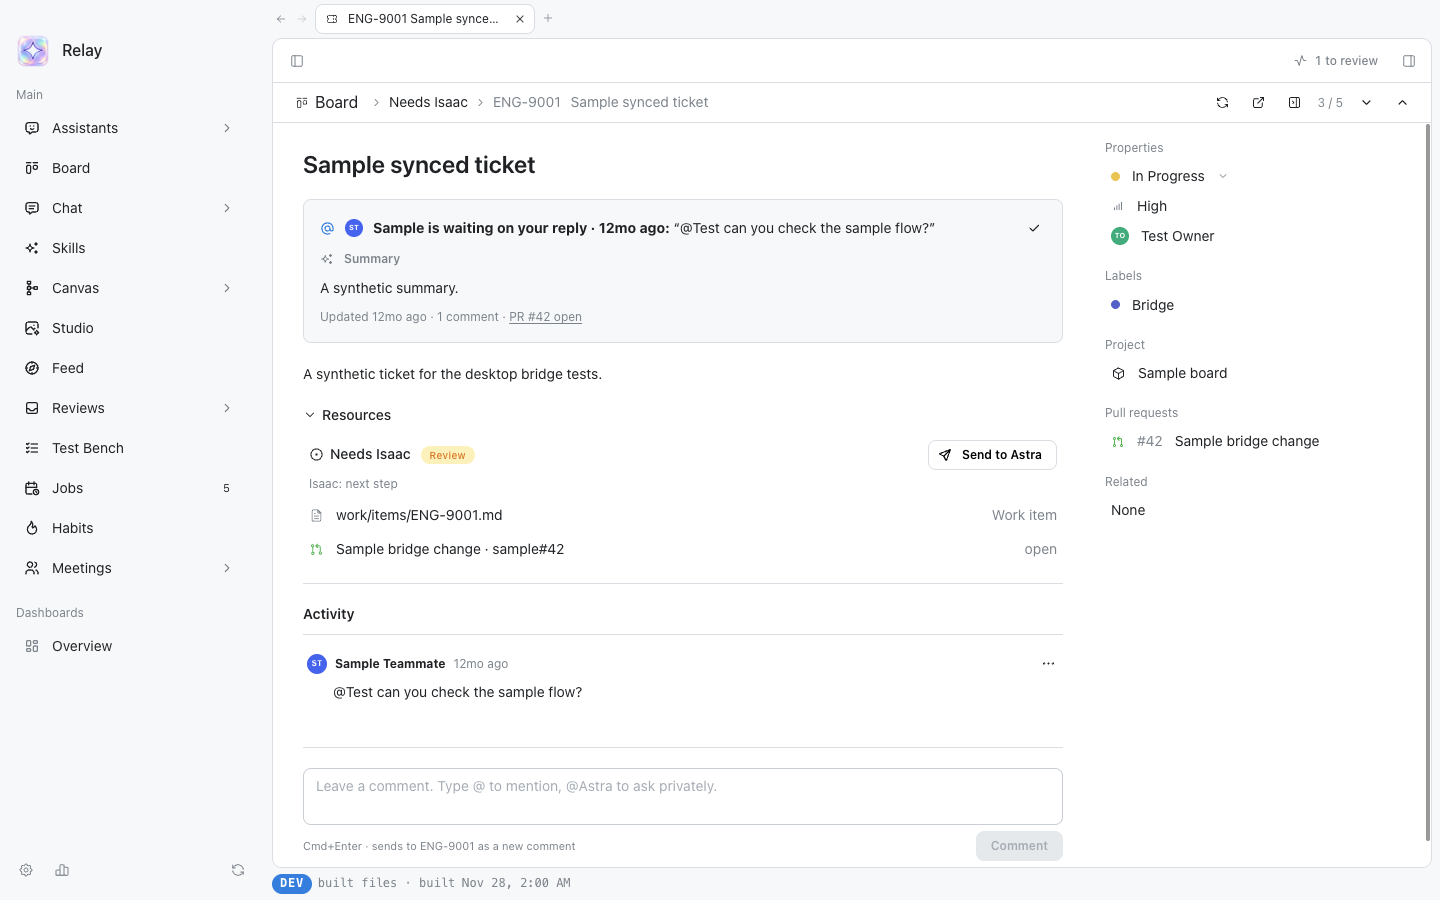 ENG-9001 Sample synce...
Relay
1 to review
Main
Assistants
Board
Chat
Skills
Canvas
Studio
Feed
Reviews
Test Bench
Jobs 5
Habits
Meetings
Dashboards
Overview
Board Needs Isaac ENG-9001 Sample synced ticket
3 / 5
Sample synced ticket
ST Sample is waiting on your reply · 12mo ago: “@Test can you check the sample flow?”
Summary
A synthetic summary.
Updated 12mo ago · 1 comment · PR #42 open
A synthetic ticket for the desktop bridge tests.
Resources
Needs Isaac Review Send to Astra
Isaac: next step
work/items/ENG-9001.md Work item
Sample bridge change · sample#42 open
Activity
ST Sample Teammate 12mo ago
@Test can you check the sample flow?
Leave a comment. Type @ to mention, @Astra to ask privately.
Cmd+Enter · sends to ENG-9001 as a new comment Comment
Properties
In Progress
High
TO Test Owner
Labels
Bridge
Project
Sample board
Pull requests
#42 Sample bridge change
Related
None
DEV built files · built Nov 28, 2:00 AM